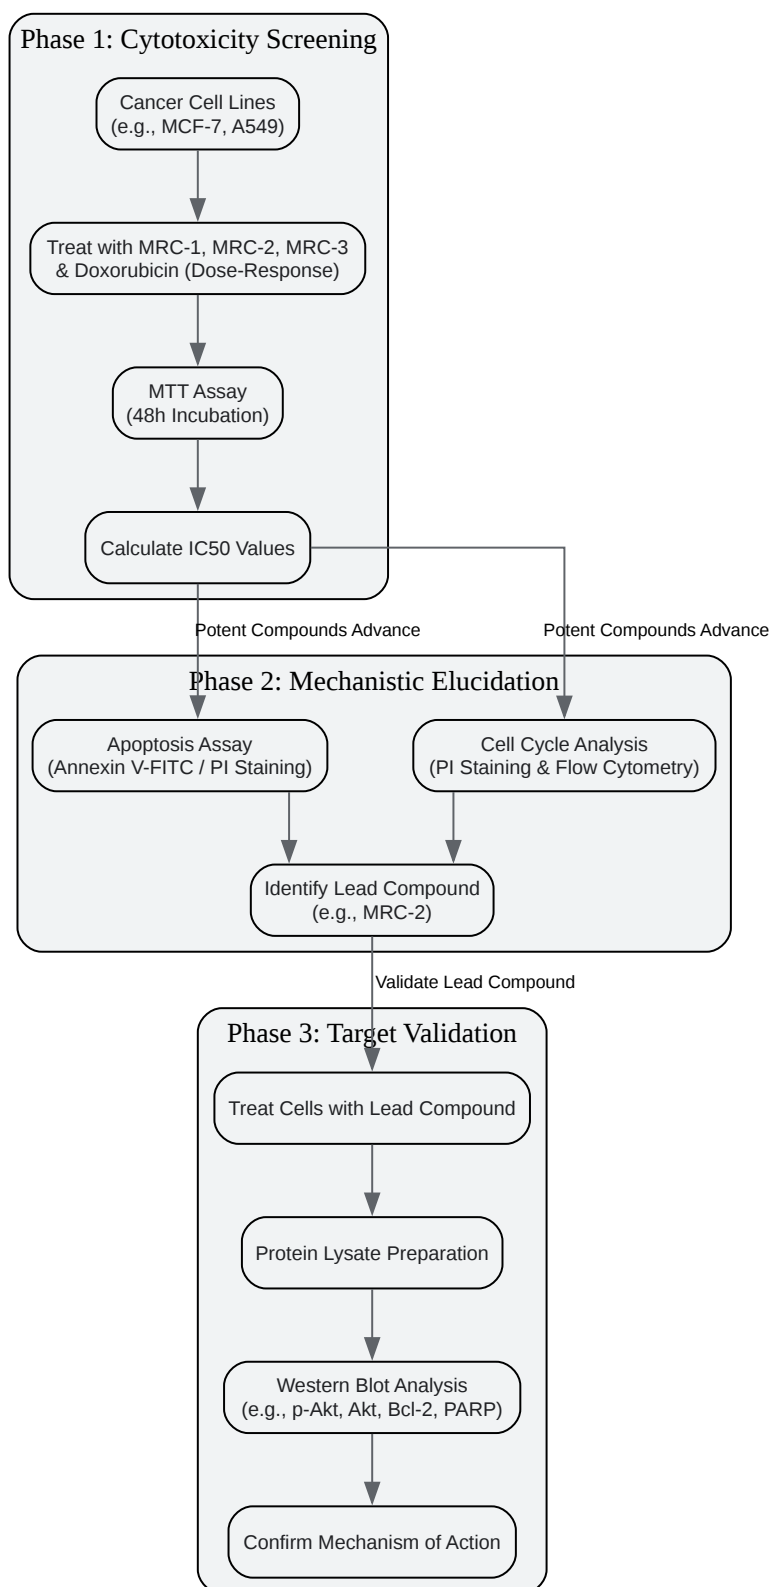 Phase 1: Cytotoxicity Screening
Cancer Cell Lines
(e.g., MCF-7, A549)
Treat with MRC-1, MRC-2, MRC-3
& Doxorubicin (Dose-Response)
MTT Assay
(48h Incubation)
Calculate IC50 Values
Potent Compounds Advance
Potent Compounds Advance
Phase 2: Mechanistic Elucidation
Apoptosis Assay
(Annexin V-FITC / PI Staining)
Cell Cycle Analysis
(PI Staining & Flow Cytometry)
Identify Lead Compound
(e.g., MRC-2)
Validate Lead Compound
Phase 3: Target Validation
Treat Cells with Lead Compound
Protein Lysate Preparation
Western Blot Analysis
(e.g., p-Akt, Akt, Bcl-2, PARP)
Confirm Mechanism of Action